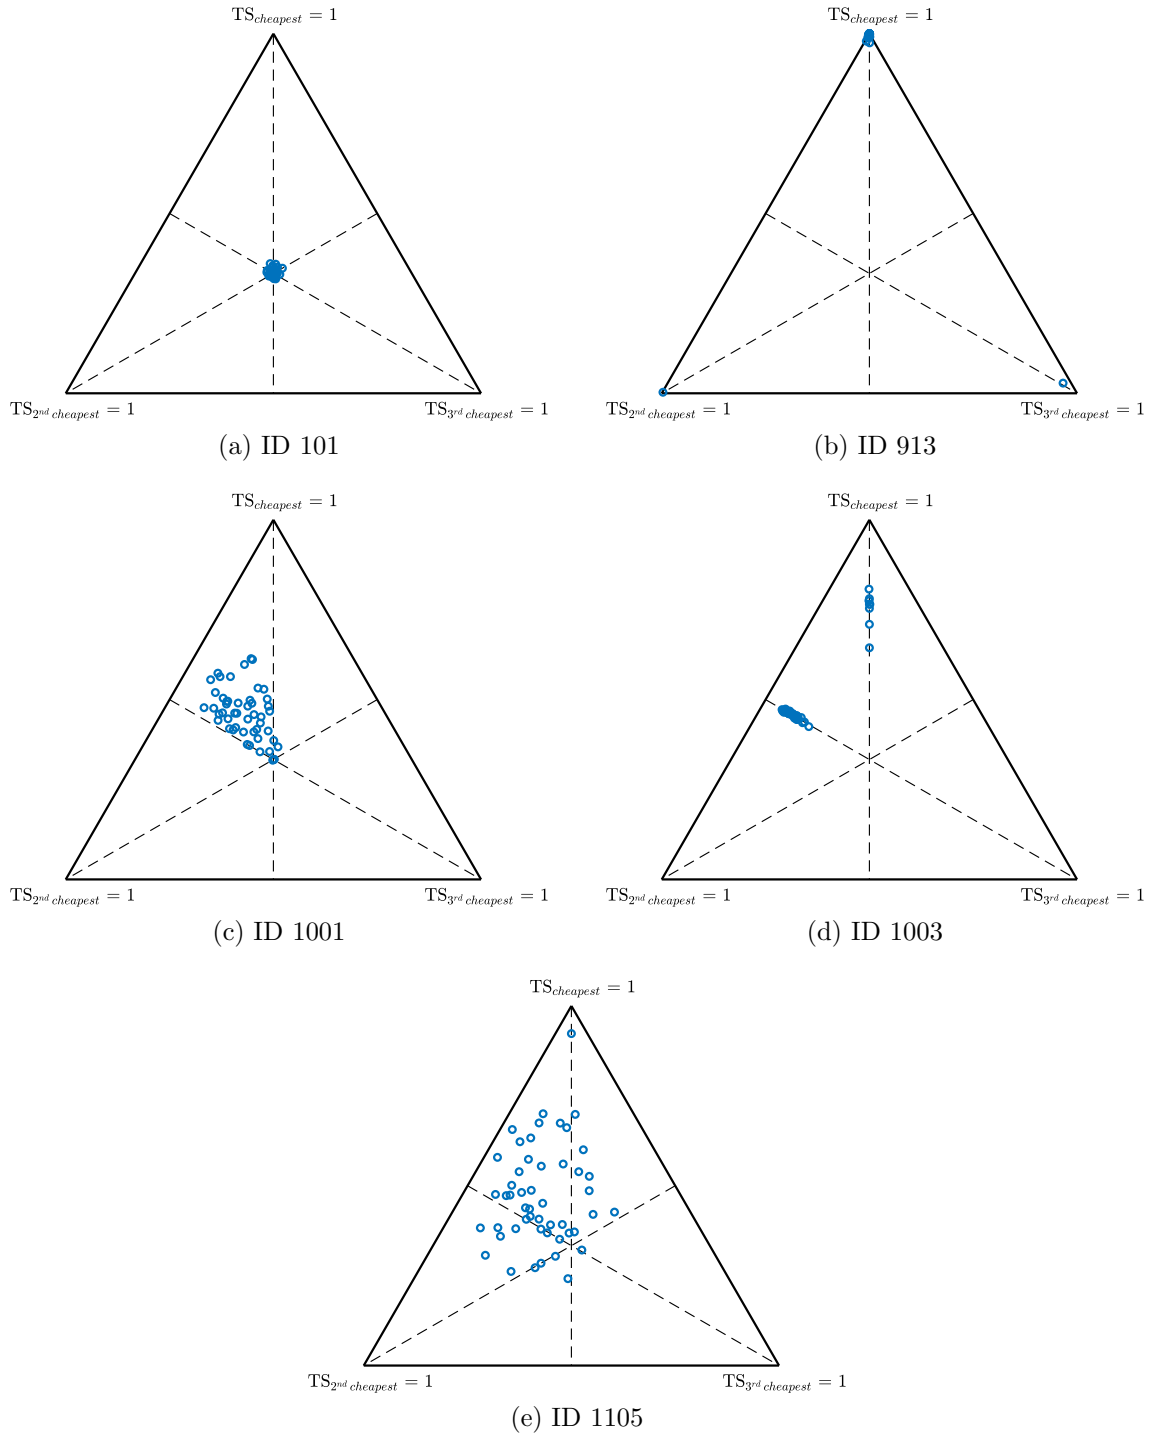 TS_cheapest = 1 TS_cheapest = 1
TS_2nd cheapest = 1 TS_3rd cheapest = 1 TS_2nd cheapest = 1 TS_3rd cheapest = 1
(a) ID 101 (b) ID 913
TS_cheapest = 1 TS_cheapest = 1
TS_2nd cheapest = 1 TS_3rd cheapest = 1 TS_2nd cheapest = 1 TS_3rd cheapest = 1
(c) ID 1001 (d) ID 1003
TS_cheapest = 1
TS_2nd cheapest = 1 TS_3rd cheapest = 1
(e) ID 1105